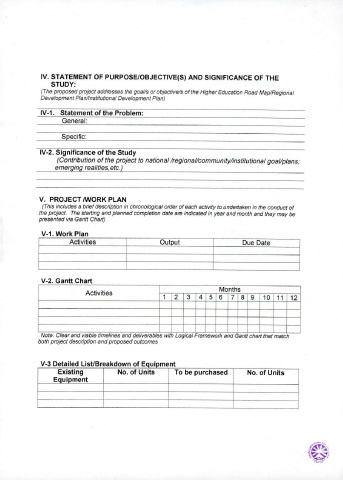 IV. STATEMENT OF PURPOSE/OBJECTIVE(S) AND SIGNIFICANCE OF THE
STUDY:
(The proposed project addresses the goals or objective/s of the Higher Education Road Map/Regional
Development Plan/Institutional Development Plan)
IV-1. Statement of the Problem:
General:
Specific:
IV-2. Significance of the Study
(Contribution of the project to national /regional/community/institutional goal/plans;
emerging realities,etc.)
V. PROJECT /WORK PLAN
(This includes a brief description in chronological order of each activity to undertaken in the conduct of
the project. The starting and planned completion date are indicated in year and month and they may be
presented via Gantt Chart)
V-1. Work Plan
Activities Output Due Date
V-2. Gantt Chart
Activities Months
1 2 3 4 5 6 7 8 9 10 11 12
Note: Clear and viable timelines and deliverables with Logical Framework and Gantt chart that match
both project description and proposed outcomes
V-3 Detailed List/Breakdown of Equipment
Existing Equipment No. of Units To be purchased No. of Units